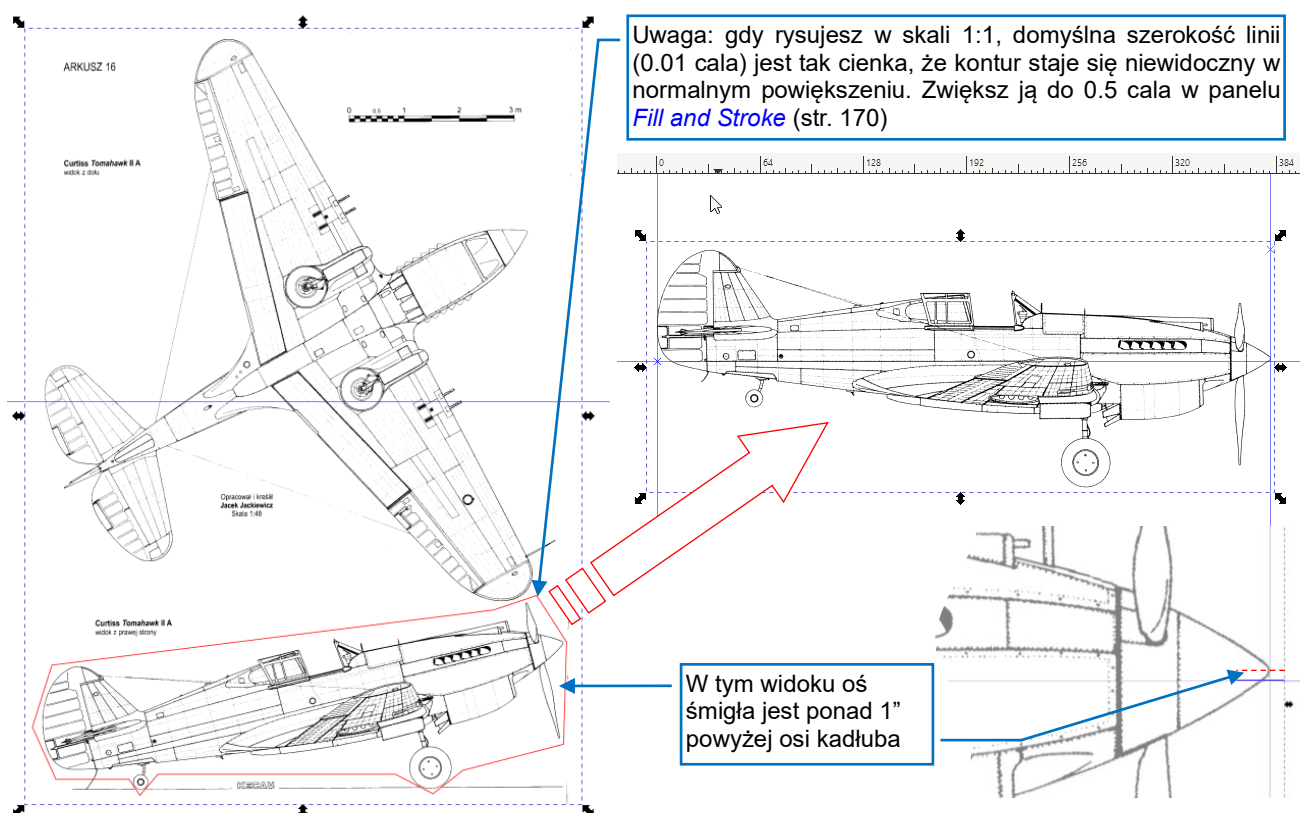 Uwaga: gdy rysujesz w skali 1:1, domyślna szerokość linii
(0.01 cala) jest tak cienka, że kontur staje się niewidoczny w
normalnym powiększeniu. Zwiększ ją do 0.5 cala w panelu
Fill and Stroke (str. 170)
ARKUSZ 16
0 0,5 1 2 3 m
Curtiss Tomahawk II A
widok z dołu
0 64 128 192 256 320 384
Opracował i kreślił
Jacek Jackiewicz
Skala 1:48
Curtiss Tomahawk II A
widok z prawej strony
W tym widoku oś
śmigła jest ponad 1”
powyżej osi kadłuba